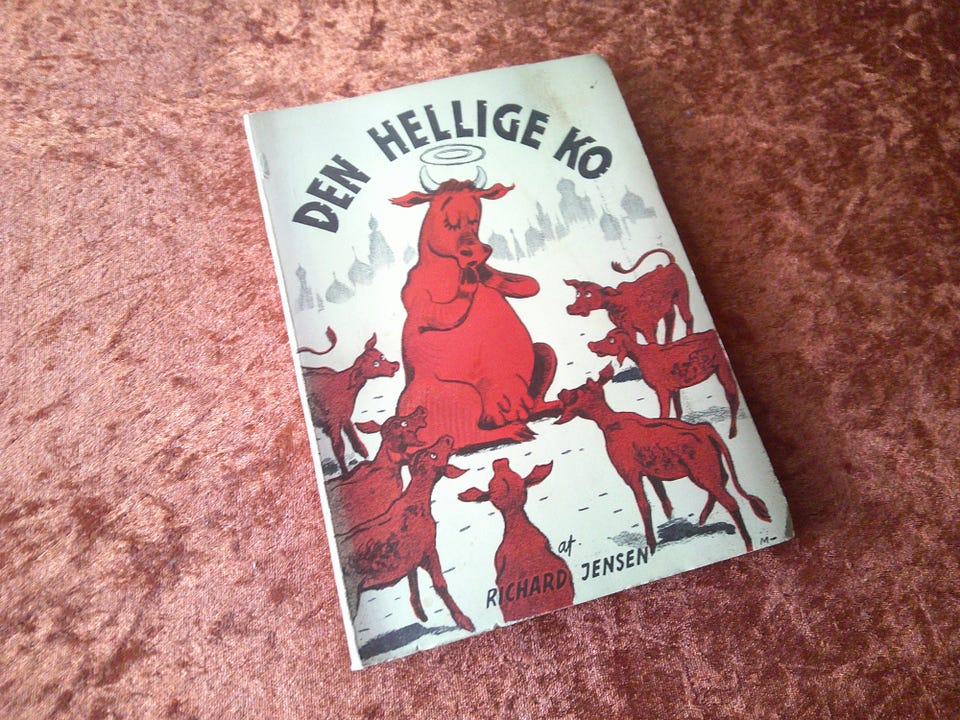 DEN HELLIGE KO
af
RICHARD JENSEN
M-